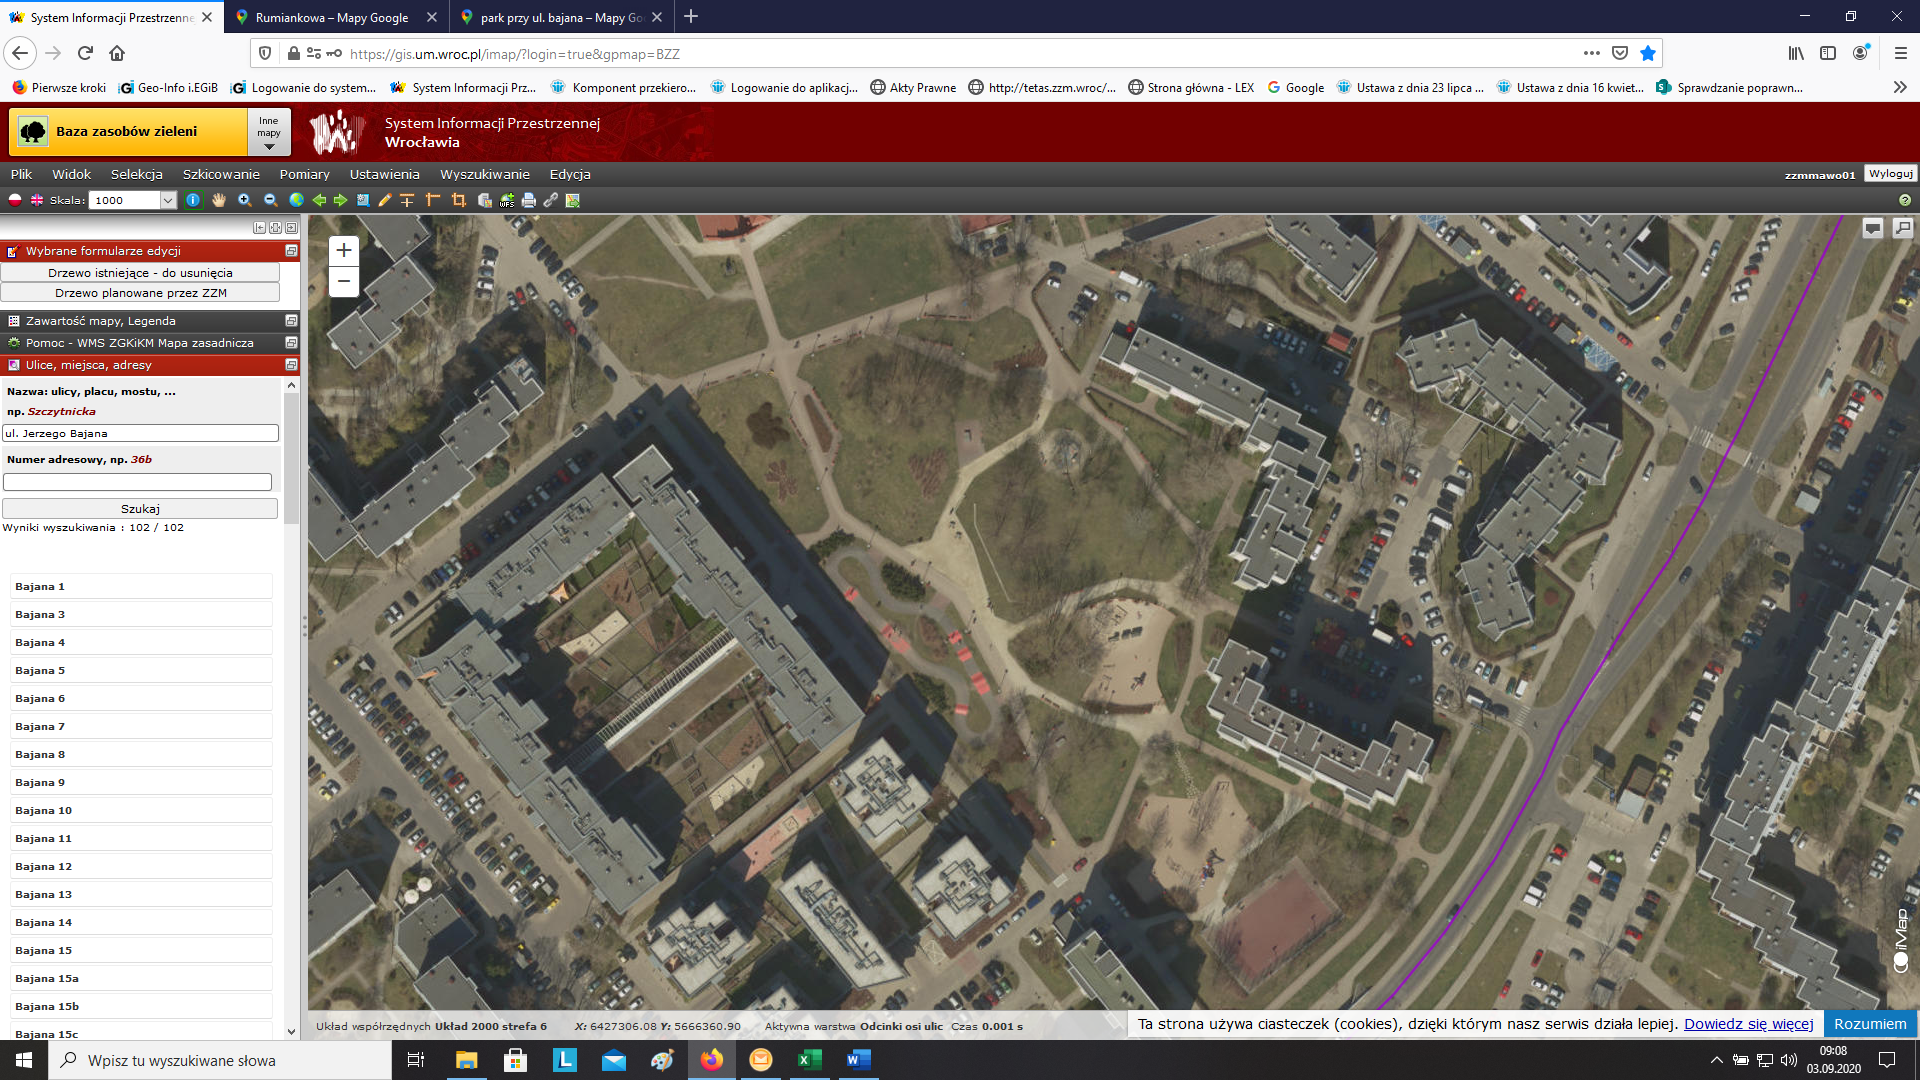 System Informacji Przestrzenne
Rumiankowa – Mapy Google
park przy ul. bajana – Mapy Go
https://gis.um.wroc.pl/imap/?login=true&gpmap=BZZ
Pierwsze kroki
Geo-Info i.EGiB
Logowanie do system...
System Informacji Prz...
Komponent przekiero...
Logowanie do aplikacj...
Akty Prawne
http://tetas.zzm.wroc/...
Strona główna - LEX
Google
Ustawa z dnia 23 lipca ...
Ustawa z dnia 16 kwiet...
Sprawdzanie poprawn...
Baza zasobów zieleni
Inne
mapy
System Informacji Przestrzennej
Wrocławia
Plik Widok Selekcja Szkicowanie Pomiary Ustawienia Wyszukiwanie Edycja
zzmmawo01 Wyloguj
Skala: 1000
WFS
Wybrane formularze edycji
Drzewo istniejące - do usunięcia
Drzewo planowane przez ZZM
Zawartość mapy, Legenda
Pomoc - WMS ZGKiKM Mapa zasadnicza
Ulice, miejsca, adresy
Nazwa: ulicy, placu, mostu, ...
np. Szczytnicka
ul. Jerzego Bajana
Numer adresowy, np. 36b
Szukaj
Wyniki wyszukiwania : 102 / 102
Bajana 1
Bajana 3
Bajana 4
Bajana 5
Bajana 6
Bajana 7
Bajana 8
Bajana 9
Bajana 10
Bajana 11
Bajana 12
Bajana 13
Bajana 14
Bajana 15
Bajana 15a
Bajana 15b
Bajana 15c
iMap
Układ współrzędnych Układ 2000 strefa 6 X: 6427306.08 Y: 5666360.90 Aktywna warstwa Odcinki osi ulic Czas 0.001 s
Ta strona używa ciasteczek (cookies), dzięki którym nasz serwis działa lepiej. Dowiedz się więcej Rozumiem
Wpisz tu wyszukiwane słowa
09:08
03.09.2020